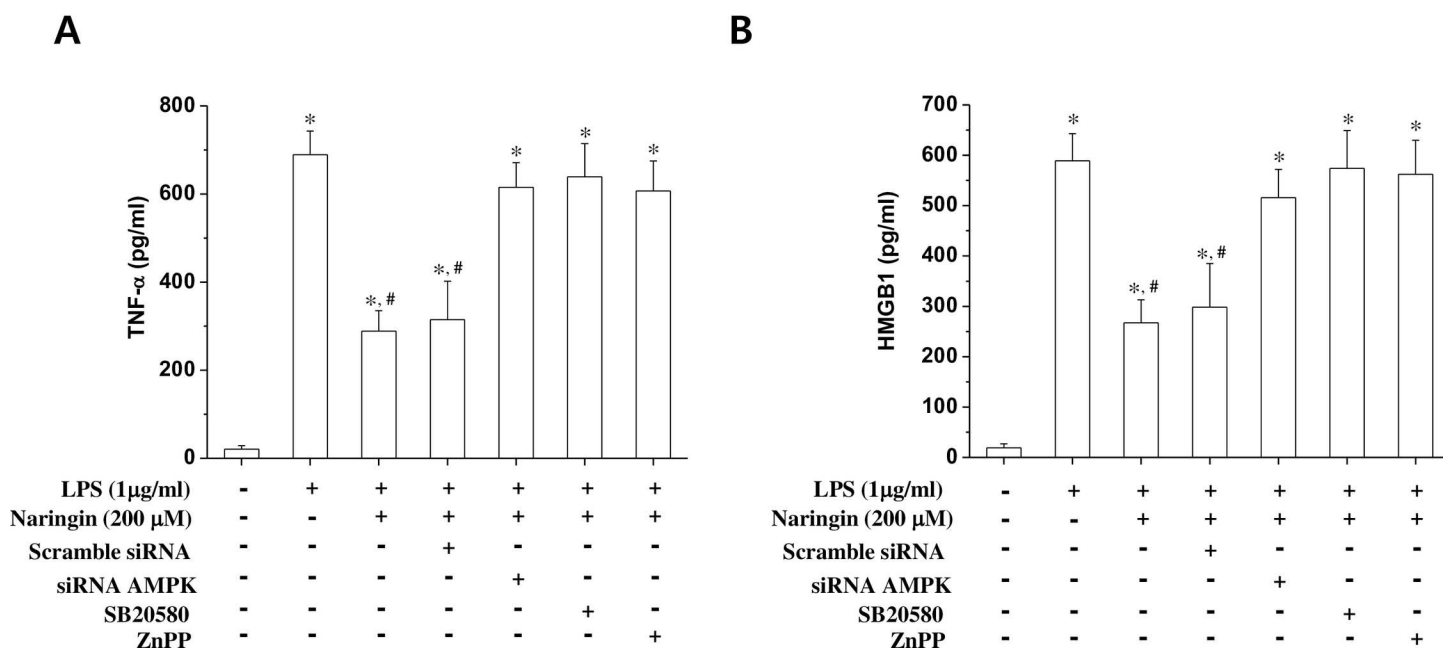 A
B
TNF-α (pg/ml)
800
600
400
200
0
*
*, #
*, #
*
*
*
LPS (1μg/ml) - + + + + + +
Naringin (200 μM) - - + + + + +
Scramble siRNA - - - + - - -
siRNA AMPK - - - - + - -
SB20580 - - - - - + -
ZnPP - - - - - - +
HMGB1 (pg/ml)
700
600
500
400
300
200
100
0
*
*, #
*, #
*
*
*
LPS (1μg/ml) - + + + + + +
Naringin (200 μM) - - + + + + +
Scramble siRNA - - - + - - -
siRNA AMPK - - - - + - -
SB20580 - - - - - + -
ZnPP - - - - - - +